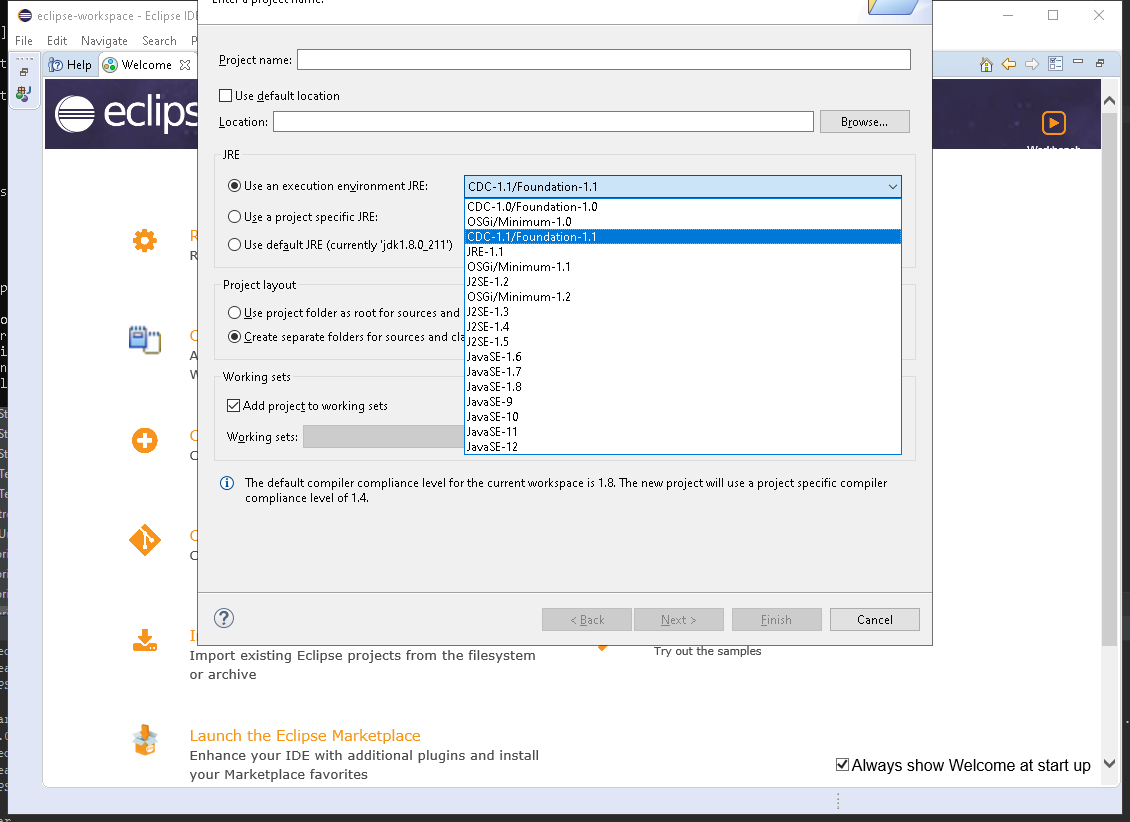 Enter a project name.
eclipse-workspace - Eclipse IDE
File Edit Navigate Search
Project name:
Help
Welcome
Use default location
Location:
Browse...
eclips
JRE
Use an execution environment JRE:
CDC-1.1/Foundation-1.1
CDC-1.0/Foundation-1.0
OSGi/Minimum-1.0
CDC-1.1/Foundation-1.1
JRE-1.1
OSGi/Minimum-1.1
J2SE-1.2
OSGi/Minimum-1.2
J2SE-1.3
J2SE-1.4
J2SE-1.5
JavaSE-1.6
JavaSE-1.7
JavaSE-1.8
JavaSE-9
JavaSE-10
JavaSE-11
JavaSE-12
Use a project specific JRE:
Use default JRE (currently 'jdk1.8.0_211')
Project layout
Use project folder as root for sources and
Create separate folders for sources and cla
Working sets
Add project to working sets
Working sets:
The default compiler compliance level for the current workspace is 1.8. The new project will use a project specific compiler
compliance level of 1.4.
< Back
Next >
Finish
Cancel
Import existing Eclipse projects from the filesystem
or archive
Try out the samples
Launch the Eclipse Marketplace
Enhance your IDE with additional plugins and install
your Marketplace favorites
Always show Welcome at start up